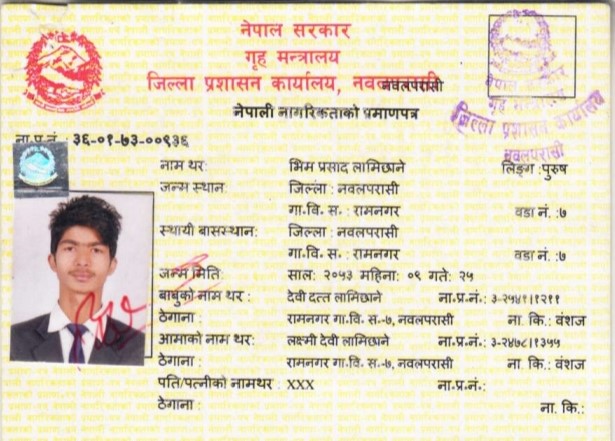 नेपाल सरकार
गृह मन्त्रालय
जिल्ला प्रशासन कार्यालय, नवलपरासी
नेपाली नागरिकताको प्रमाणपत्र
नेपाल सरकार
गृह मन्त्रालय
जिल्ला प्रशासन कार्यालय
नवलपरासी
ना.प्र.नं. : ३६-०१-७३-००९३६
नाम थर: भिम प्रसाद लामिछाने लिङ्ग :पुरुष
जन्म स्थान: जिल्ला : नवलपरासी
गा.वि. स. : रामनगर वडा नं. :७
स्थायी बासस्थान: जिल्ला : नवलपरासी
गा.वि. स. : रामनगर वडा नं. :७
जन्म मिति: साल: २०५३ महिना: ०९ गते: २५
बाबुको नाम थर : देवी दत्त लामिछाने ना.प्र.नं.: ३-२५४१।१२११
ठेगाना : रामनगर गा.वि. स.-७, नवलपरासी ना. कि.: वंशज
आमाको नाम थर: लक्ष्मी देवी लामिछाने ना.प्र.नं.: ३-२४७८।१३५५
ठेगाना : रामनगर गा.वि. स.-७, नवलपरासी ना. कि.: वंशज
पति/पत्नीको नामथर : XXX ना.प्र.नं.:
ठेगाना : ना. कि.: